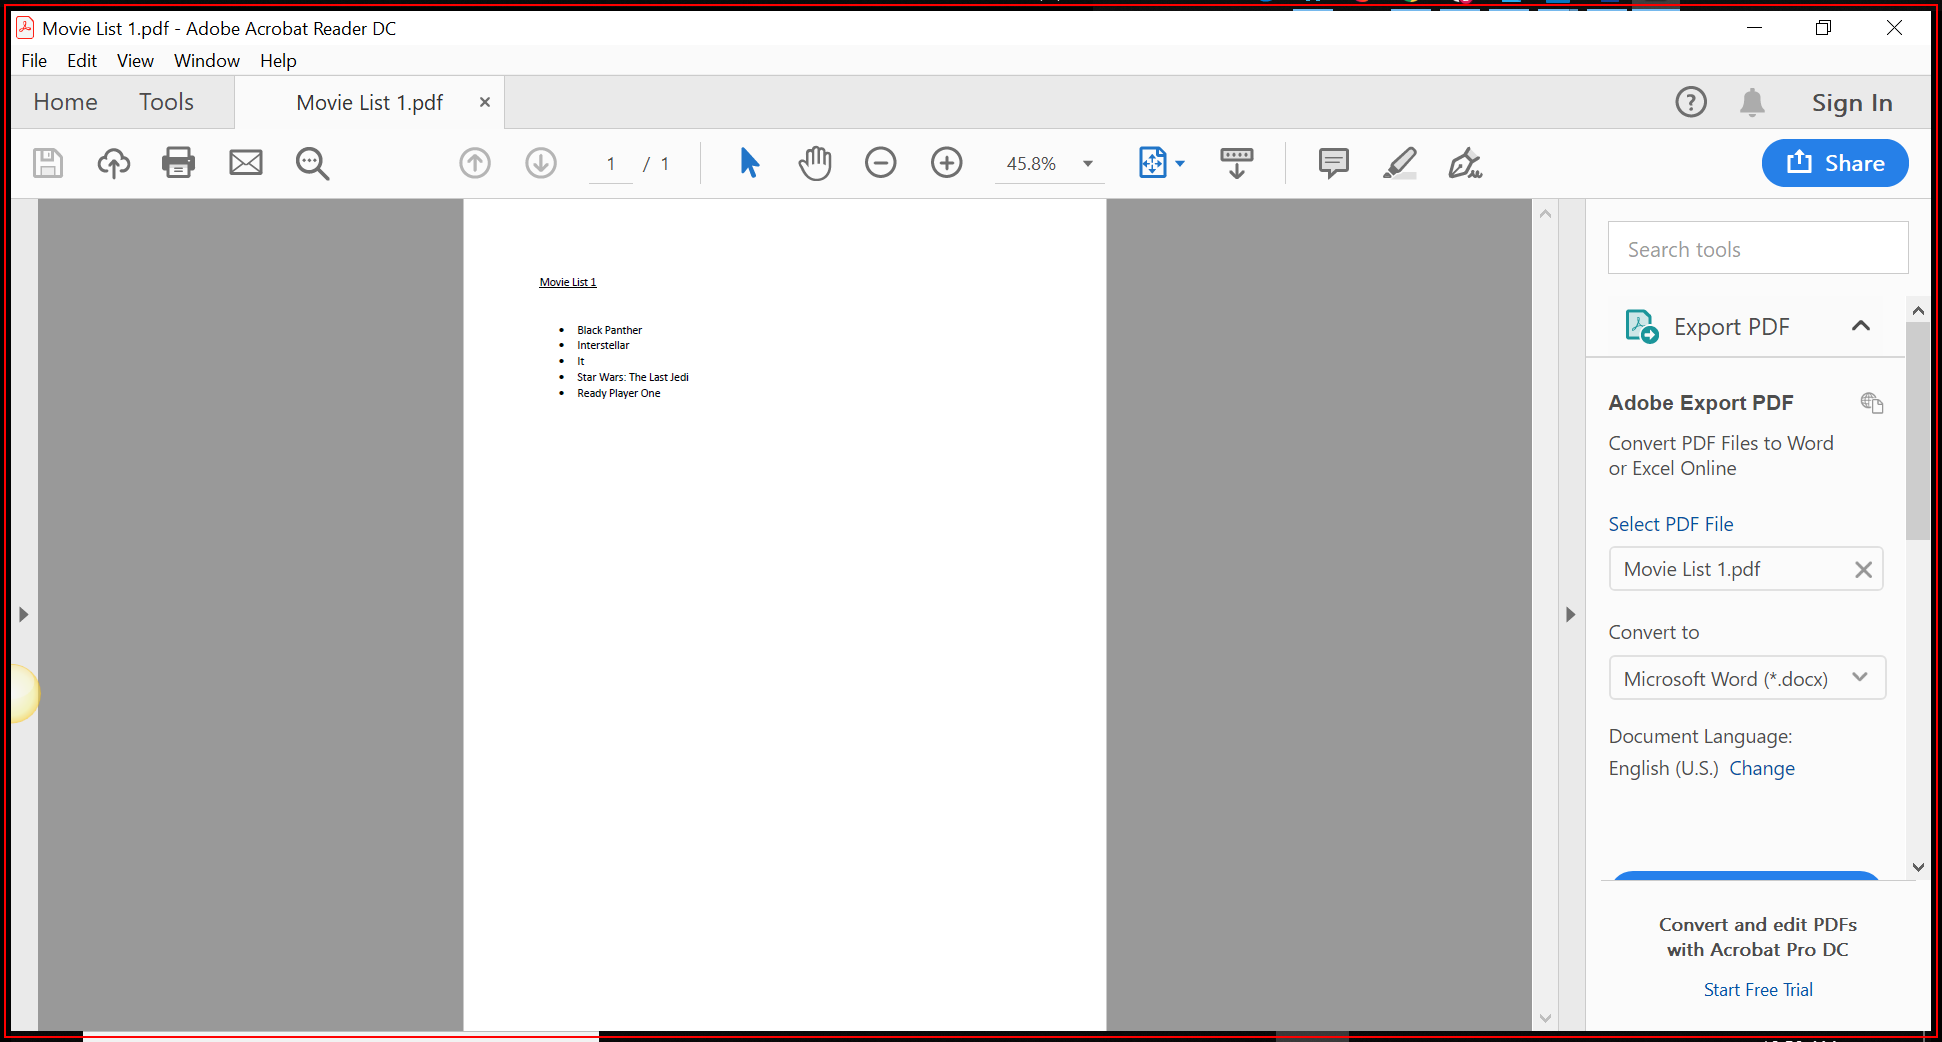 Movie List 1.pdf - Adobe Acrobat Reader DC
File Edit View Window Help
Home Tools Movie List 1.pdf Sign In
1 / 1 45.8% Share
Movie List 1
• Black Panther
• Interstellar
• It
• Star Wars: The Last Jedi
• Ready Player One
Search tools
Export PDF
Adobe Export PDF
Convert PDF Files to Word
or Excel Online
Select PDF File
Movie List 1.pdf
Convert to
Microsoft Word (*.docx)
Document Language:
English (U.S.) Change
Convert and edit PDFs
with Acrobat Pro DC
Start Free Trial